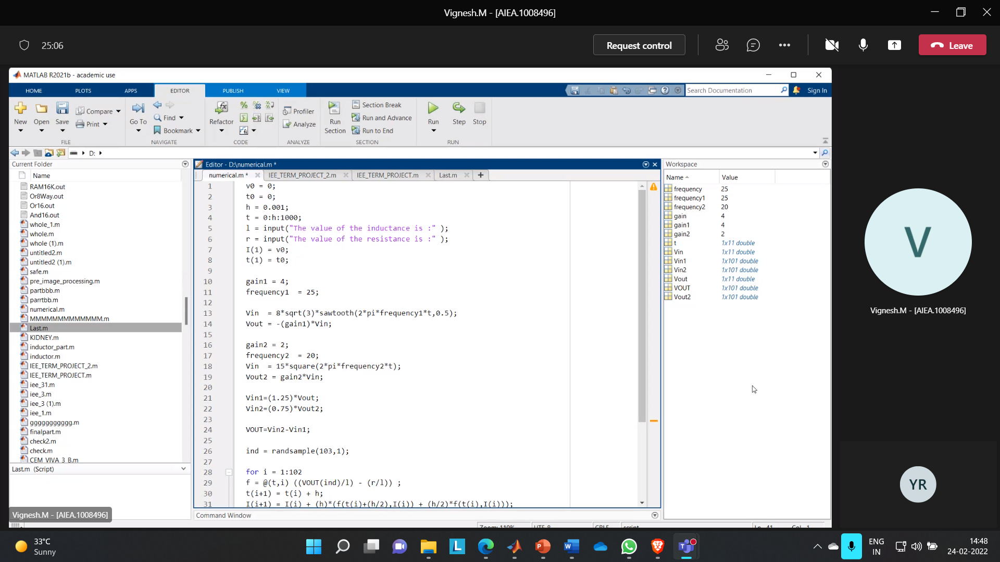 Vignesh.M - [AIEA.1008496]
25:06
Request control
Leave
MATLAB R2021b - academic use
HOME PLOTS APPS EDITOR PUBLISH VIEW
Search Documentation
Sign In
New Open Save Compare Print
FILE
Go To Find Bookmark
NAVIGATE
Refactor
CODE
Profiler
Analyze
ANALYZE
Run Section
Section Break
Run and Advance
Run to End
SECTION
Run Step Stop
RUN
D:
Current Folder
Name
RAM16K.out
Or8Way.out
Or16.out
And16.out
whole_1.m
whole.m
whole (1).m
untitled2.m
untitled2 (1).m
safe.m
pre_image_processing.m
partbbb.m
parrtbb.m
numerical.m
MMMMMMMMMMMMM.m
Last.m
KIDNEY.m
inductor_part.m
inductor.m
IEE_TERM_PROJECT_2.m
IEE_TERM_PROJECT.m
iee_31.m
iee_3.m
iee_3 (1).m
iee_1.m
ggggggggggg.m
finalpart.m
check2.m
check.m
CEM_VIVA_3_B.m
Last.m (Script)
Vignesh.M - [AIEA.1008496]
Editor - D:\numerical.m *
numerical.m * IEE_TERM_PROJECT_2.m IEE_TERM_PROJECT.m Last.m
1 v0 = 0;
2 t0 = 0;
3 h = 0.001;
4 t = 0:h:1000;
5 l = input("The value of the inductance is :" );
6 r = input("The value of the resistance is :" );
7 I(1) = v0;
8 t(1) = t0;
9
10 gain1 = 4;
11 frequency1  = 25;
12
13 Vin  = 8*sqrt(3)*sawtooth(2*pi*frequency1*t,0.5);
14 Vout = -(gain1)*Vin;
15
16 gain2 = 2;
17 frequency2  = 20;
18 Vin  = 15*square(2*pi*frequency2*t);
19 Vout2 = gain2*Vin;
20
21 Vin1=(1.25)*Vout;
22 Vin2=(0.75)*Vout2;
23
24 VOUT=Vin2-Vin1;
25
26 ind = randsample(103,1);
27
28 for i = 1:102
29 f = @(t,i) ((VOUT(ind)/l) - (r/l)) ;
30 t(i+1) = t(i) + h;
31 I(i+1) = I(i) + (h)*(f(t(i)+(h/2),I(i)) + (h/2)*f(t(i),I(i)));
Command Window
Zoom: 110% UTF-8 CRLF script Ln 41 Col 1
Workspace
Name Value
frequency 25
frequency1 25
frequency2 20
gain 4
gain1 4
gain2 2
t 1x11 double
Vin 1x11 double
Vin1 1x101 double
Vin2 1x101 double
Vout 1x11 double
VOUT 1x101 double
Vout2 1x101 double
V
Vignesh.M - [AIEA.1008496]
YR
33°C
Sunny
ENG
IN
14:48
24-02-2022